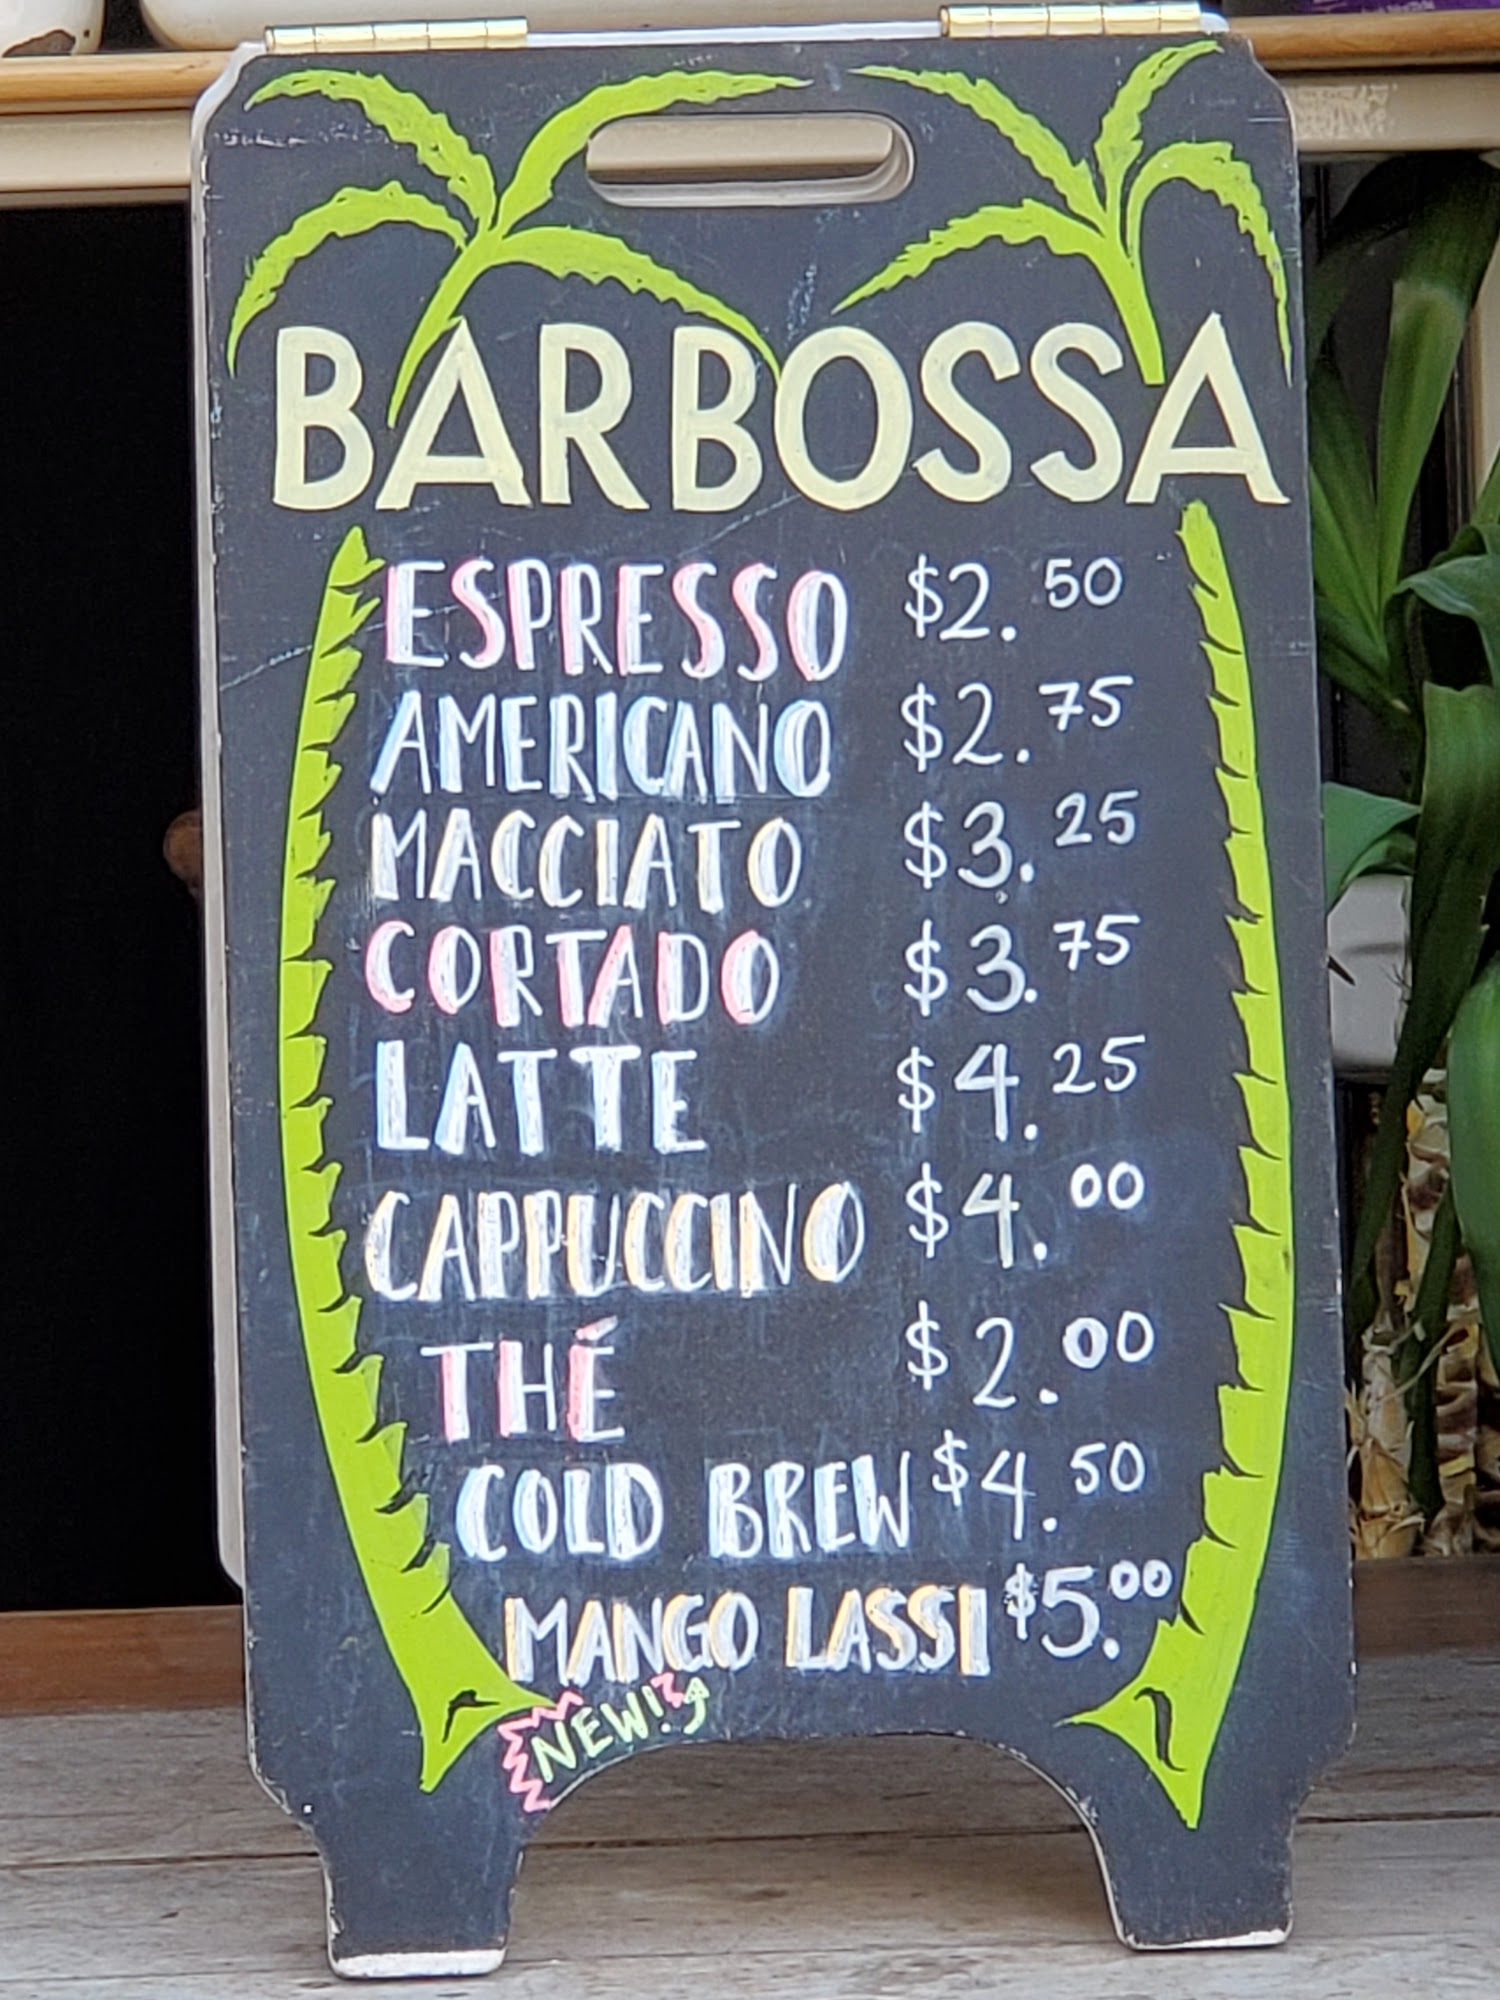 BARBOSSA
ESPRESSO $2.50
AMERICANO $2.75
MACCIATO $3.25
CORTADO $3.75
LATTE $4.25
CAPPUCCINO $4.00
THÉ $2.00
COLD BREW $4.50
MANGO LASSI $5.00
NEW!